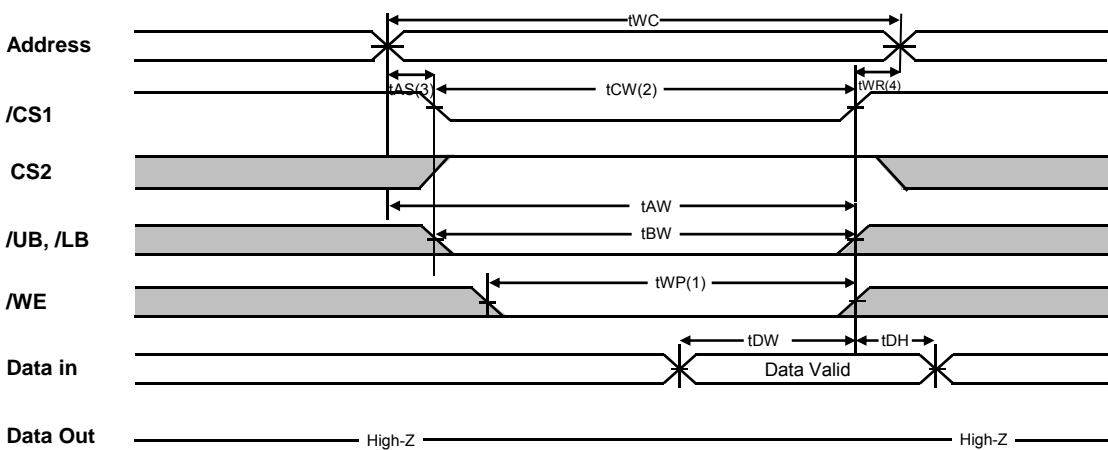 tWC
Address
tAS(3)
tCW(2)
tWR(4)
/CS1
CS2
tAW
/UB, /LB
tBW
/WE
tWP(1)
tDW
tDH
Data in
Data Valid
Data Out
High-Z
High-Z